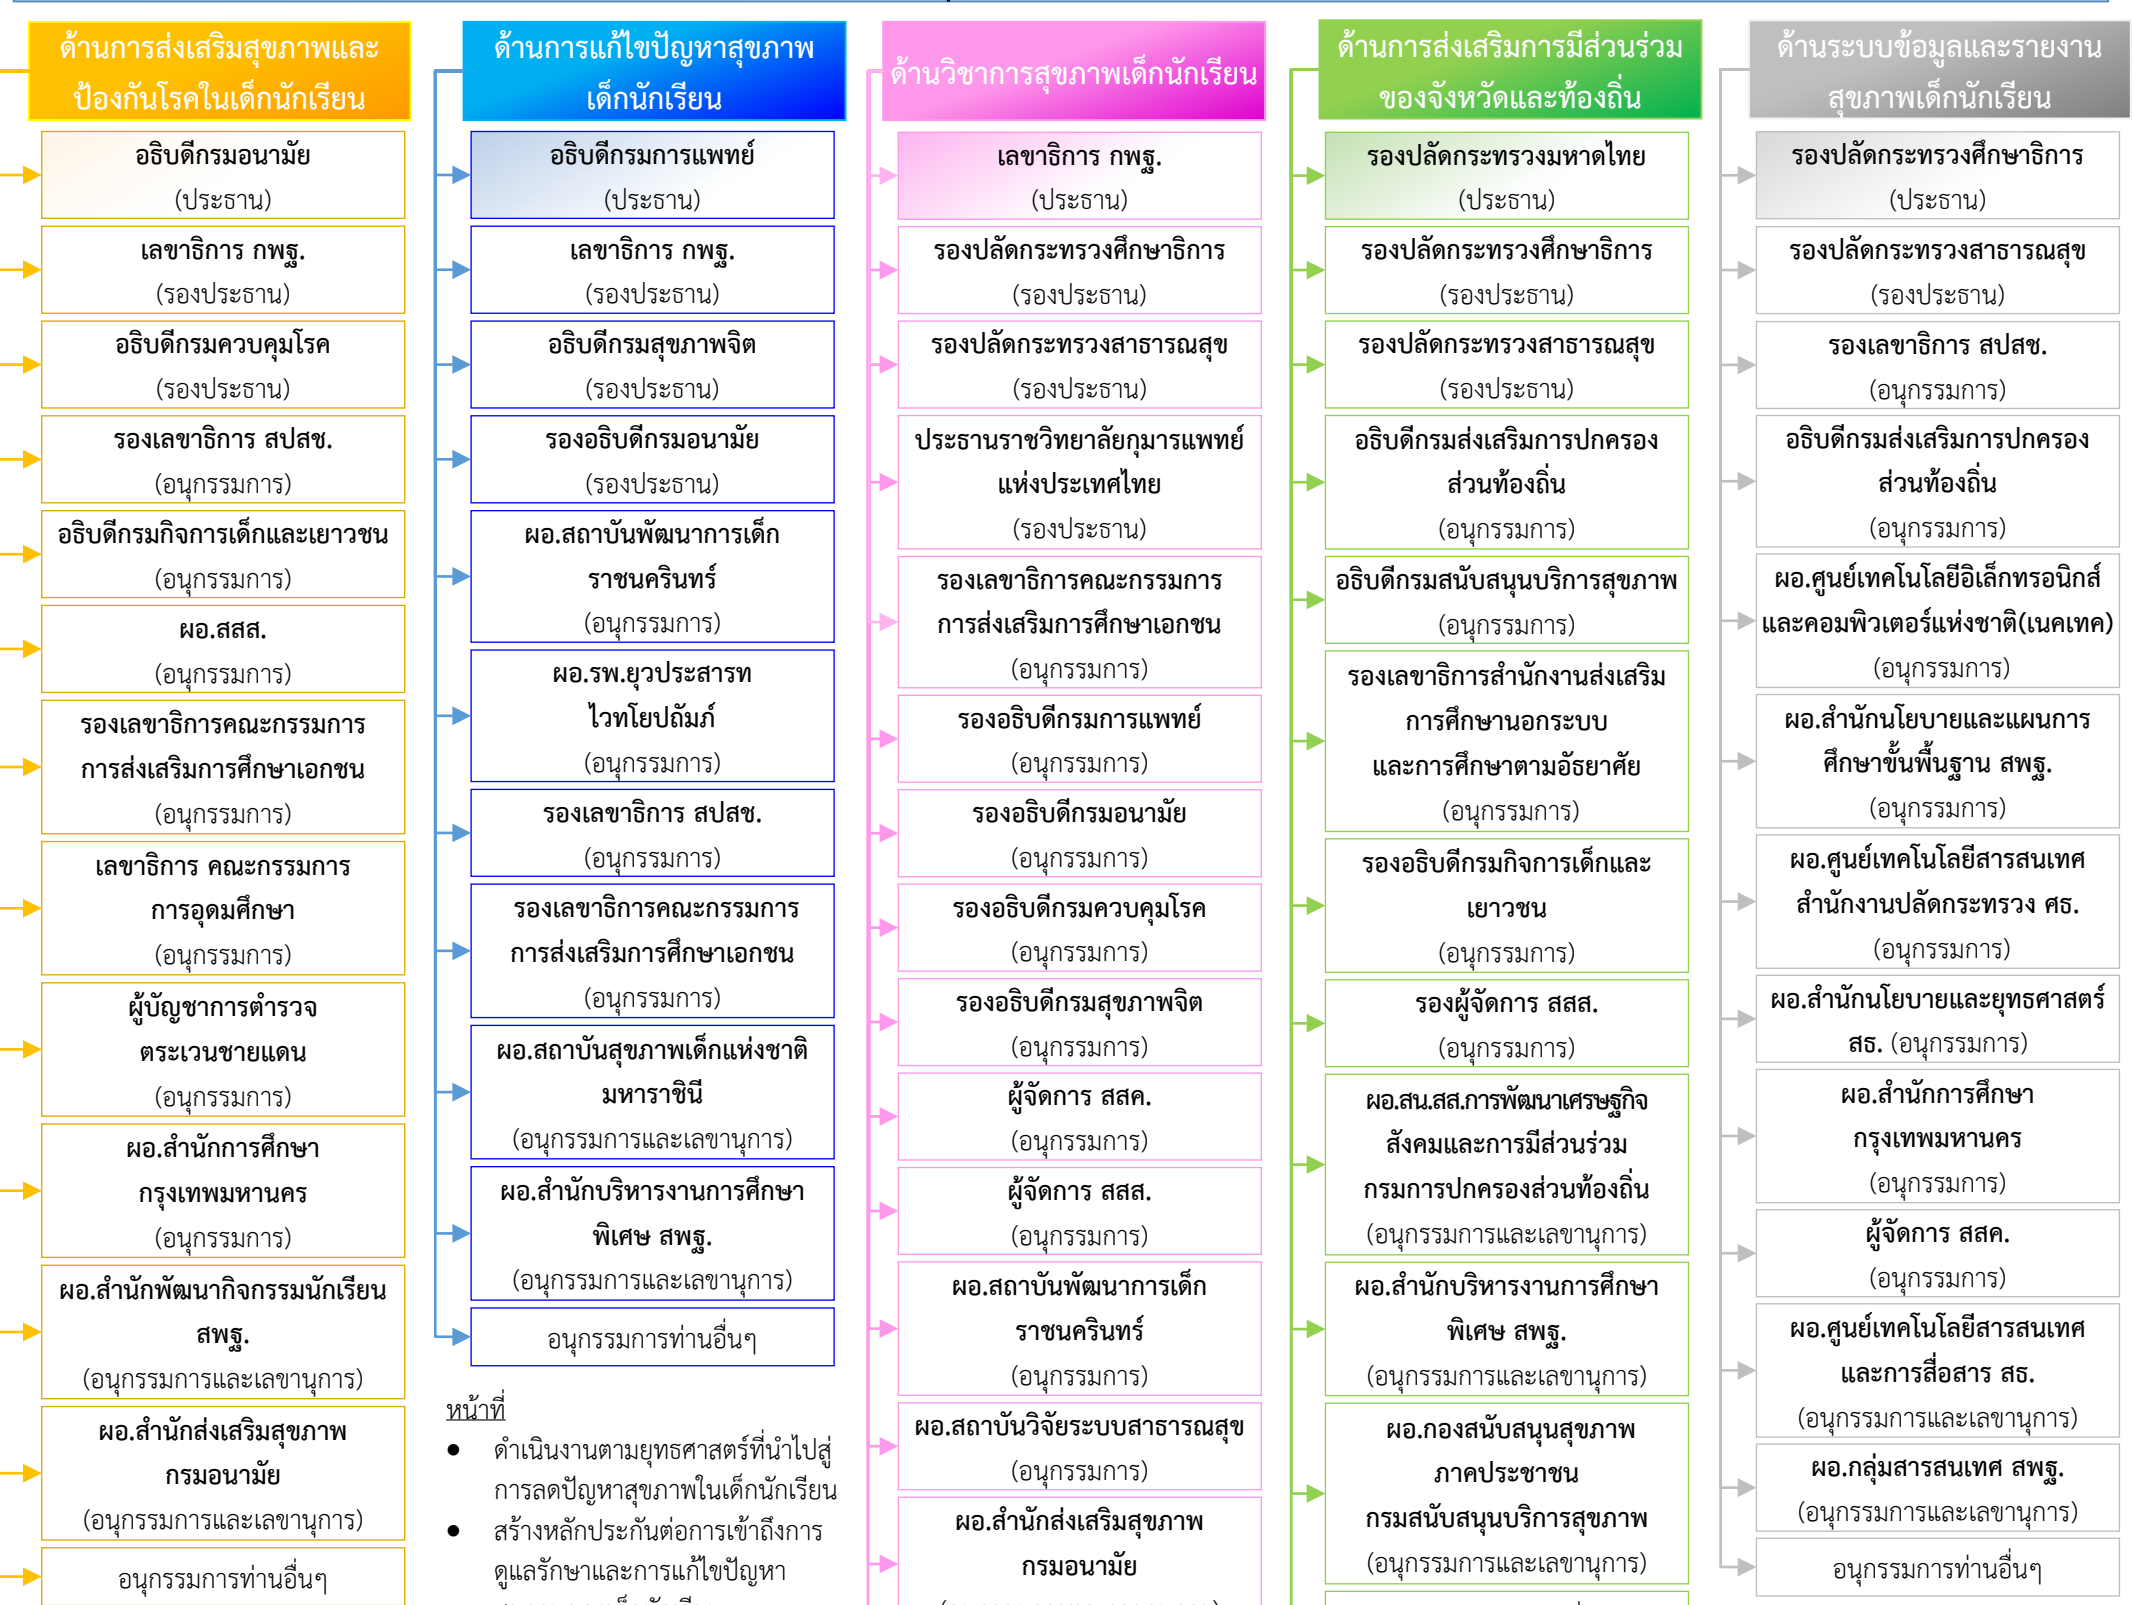 ด้านการส่งเสริมสุขภาพและ
ป้องกันโรคในเด็กนักเรียน
อธิบดีกรมอนามัย
(ประธาน)
เลขาธิการ กพฐ.
(รองประธาน)
อธิบดีกรมควบคุมโรค
(รองประธาน)
รองเลขาธิการ สปสช.
(อนุกรรมการ)
อธิบดีกรมกิจการเด็กและเยาวชน
(อนุกรรมการ)
ผอ.สสส.
(อนุกรรมการ)
รองเลขาธิการคณะกรรมการ
การส่งเสริมการศึกษาเอกชน
(อนุกรรมการ)
เลขาธิการ คณะกรรมการ
การอุดมศึกษา
(อนุกรรมการ)
ผู้บัญชาการตำรวจ
ตระเวนชายแดน
(อนุกรรมการ)
ผอ.สำนักการศึกษา
กรุงเทพมหานคร
(อนุกรรมการ)
ผอ.สำนักพัฒนากิจกรรมนักเรียน
สพฐ.
(อนุกรรมการและเลขานุการ)
ผอ.สำนักส่งเสริมสุขภาพ
กรมอนามัย
(อนุกรรมการและเลขานุการ)
อนุกรรมการท่านอื่นๆ
ด้านการแก้ไขปัญหาสุขภาพ
เด็กนักเรียน
อธิบดีกรมการแพทย์
(ประธาน)
เลขาธิการ กพฐ.
(รองประธาน)
อธิบดีกรมสุขภาพจิต
(รองประธาน)
รองอธิบดีกรมอนามัย
(รองประธาน)
ผอ.สถาบันพัฒนาการเด็ก
ราชนครินทร์
(อนุกรรมการ)
ผอ.รพ.ยุวประสารท
ไวทโยปถัมภ์
(อนุกรรมการ)
รองเลขาธิการ สปสช.
(อนุกรรมการ)
รองเลขาธิการคณะกรรมการ
การส่งเสริมการศึกษาเอกชน
(อนุกรรมการ)
ผอ.สถาบันสุขภาพเด็กแห่งชาติ
มหาราชินี
(อนุกรรมการและเลขานุการ)
ผอ.สำนักบริหารงานการศึกษา
พิเศษ สพฐ.
(อนุกรรมการและเลขานุการ)
อนุกรรมการท่านอื่นๆ
หน้าที่
● ดำเนินงานตามยุทธศาสตร์ที่นำไปสู่
การลดปัญหาสุขภาพในเด็กนักเรียน
● สร้างหลักประกันต่อการเข้าถึงการ
ดูแลรักษาและการแก้ไขปัญหา
ด้านวิชาการสุขภาพเด็กนักเรียน
เลขาธิการ กพฐ.
(ประธาน)
รองปลัดกระทรวงศึกษาธิการ
(รองประธาน)
รองปลัดกระทรวงสาธารณสุข
(รองประธาน)
ประธานราชวิทยาลัยกุมารแพทย์
แห่งประเทศไทย
(รองประธาน)
รองเลขาธิการคณะกรรมการ
การส่งเสริมการศึกษาเอกชน
(อนุกรรมการ)
รองอธิบดีกรมการแพทย์
(อนุกรรมการ)
รองอธิบดีกรมอนามัย
(อนุกรรมการ)
รองอธิบดีกรมควบคุมโรค
(อนุกรรมการ)
รองอธิบดีกรมสุขภาพจิต
(อนุกรรมการ)
ผู้จัดการ สสค.
(อนุกรรมการ)
ผู้จัดการ สสส.
(อนุกรรมการ)
ผอ.สถาบันพัฒนาการเด็ก
ราชนครินทร์
(อนุกรรมการ)
ผอ.สถาบันวิจัยระบบสาธารณสุข
(อนุกรรมการ)
ผอ.สำนักส่งเสริมสุขภาพ
กรมอนามัย
ด้านการส่งเสริมการมีส่วนร่วม
ของจังหวัดและท้องถิ่น
รองปลัดกระทรวงมหาดไทย
(ประธาน)
รองปลัดกระทรวงศึกษาธิการ
(รองประธาน)
รองปลัดกระทรวงสาธารณสุข
(รองประธาน)
อธิบดีกรมส่งเสริมการปกครอง
ส่วนท้องถิ่น
(อนุกรรมการ)
อธิบดีกรมสนับสนุนบริการสุขภาพ
(อนุกรรมการ)
รองเลขาธิการสำนักงานส่งเสริม
การศึกษานอกระบบ
และการศึกษาตามอัธยาศัย
(อนุกรรมการ)
รองอธิบดีกรมกิจการเด็กและ
เยาวชน
(อนุกรรมการ)
รองผู้จัดการ สสส.
(อนุกรรมการ)
ผอ.สน.สส.การพัฒนาเศรษฐกิจ
สังคมและการมีส่วนร่วม
กรมการปกครองส่วนท้องถิ่น
(อนุกรรมการและเลขานุการ)
ผอ.สำนักบริหารงานการศึกษา
พิเศษ สพฐ.
(อนุกรรมการและเลขานุการ)
ผอ.กองสนับสนุนสุขภาพ
ภาคประชาชน
กรมสนับสนุนบริการสุขภาพ
(อนุกรรมการและเลขานุการ)
ด้านระบบข้อมูลและรายงาน
สุขภาพเด็กนักเรียน
รองปลัดกระทรวงศึกษาธิการ
(ประธาน)
รองปลัดกระทรวงสาธารณสุข
(รองประธาน)
รองเลขาธิการ สปสช.
(อนุกรรมการ)
อธิบดีกรมส่งเสริมการปกครอง
ส่วนท้องถิ่น
(อนุกรรมการ)
ผอ.ศูนย์เทคโนโลยีอิเล็กทรอนิกส์
และคอมพิวเตอร์แห่งชาติ(เนคเทค)
(อนุกรรมการ)
ผอ.สำนักนโยบายและแผนการ
ศึกษาขั้นพื้นฐาน สพฐ.
(อนุกรรมการ)
ผอ.ศูนย์เทคโนโลยีสารสนเทศ
สำนักงานปลัดกระทรวง ศธ.
(อนุกรรมการ)
ผอ.สำนักนโยบายและยุทธศาสตร์
สธ. (อนุกรรมการ)
ผอ.สำนักการศึกษา
กรุงเทพมหานคร
(อนุกรรมการ)
ผู้จัดการ สสค.
(อนุกรรมการ)
ผอ.ศูนย์เทคโนโลยีสารสนเทศ
และการสื่อสาร สธ.
(อนุกรรมการและเลขานุการ)
ผอ.กลุ่มสารสนเทศ สพฐ.
(อนุกรรมการและเลขานุการ)
อนุกรรมการท่านอื่นๆ